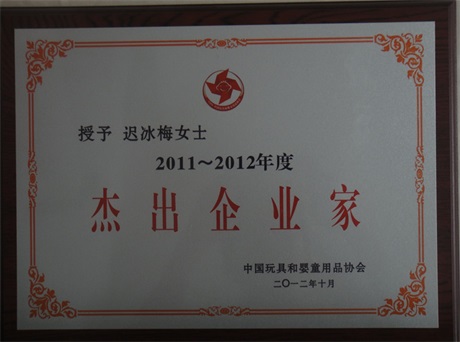 授予 迟冰梅女士
2011～2012年度
杰出企业家
中国玩具和婴童用品协会
二〇一二年十月